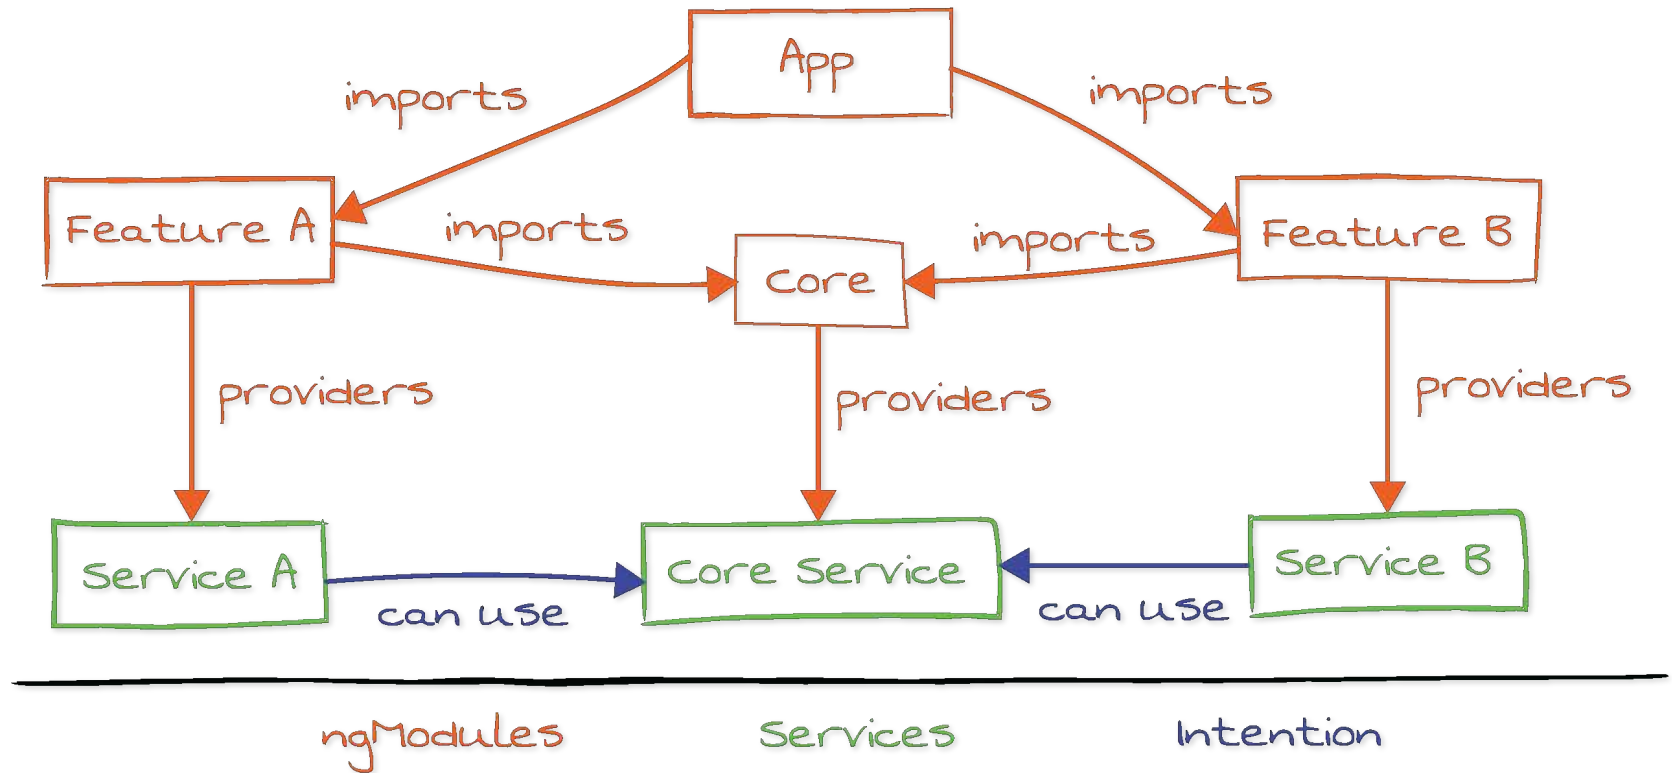 App
imports
imports
Feature A
imports
Core
imports
Feature B
providers
providers
providers
Service A
can use
Core Service
can use
Service B
ngModules
Services
Intention